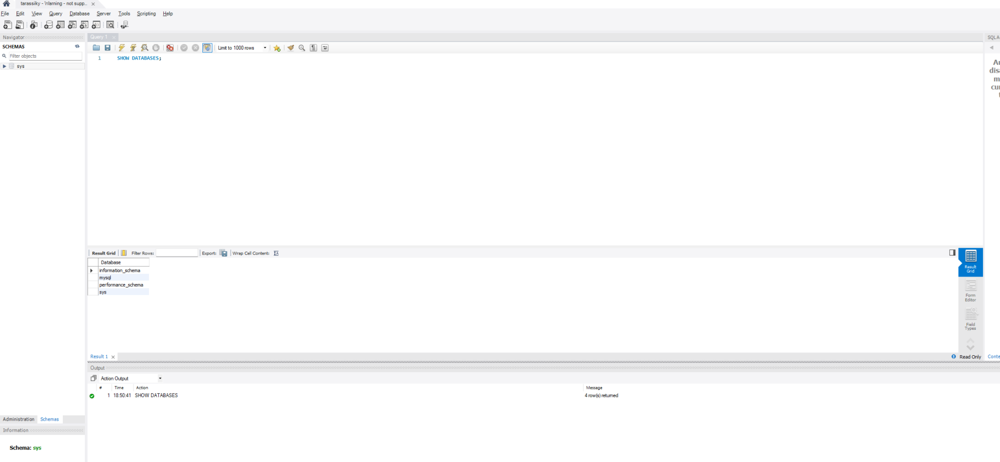 tarassiky - Warning - not supp...
File Edit View Query Database Server Tools Scripting Help
Navigator
SCHEMAS
Filter objects
sys
Query 1
Limit to 1000 rows
1 SHOW DATABASES;
SQLA
Au
disa
m
cur
t
Result Grid Filter Rows: Export: Wrap Cell Content:
Database
information_schema
mysql
performance_schema
sys
Result Grid
Form Editor
Field Types
Result 1
Read Only
Conte
Output
Action Output
# Time Action Message
1 18:50:41 SHOW DATABASES 4 row(s) returned
Administration Schemas
Information
Schema: sys